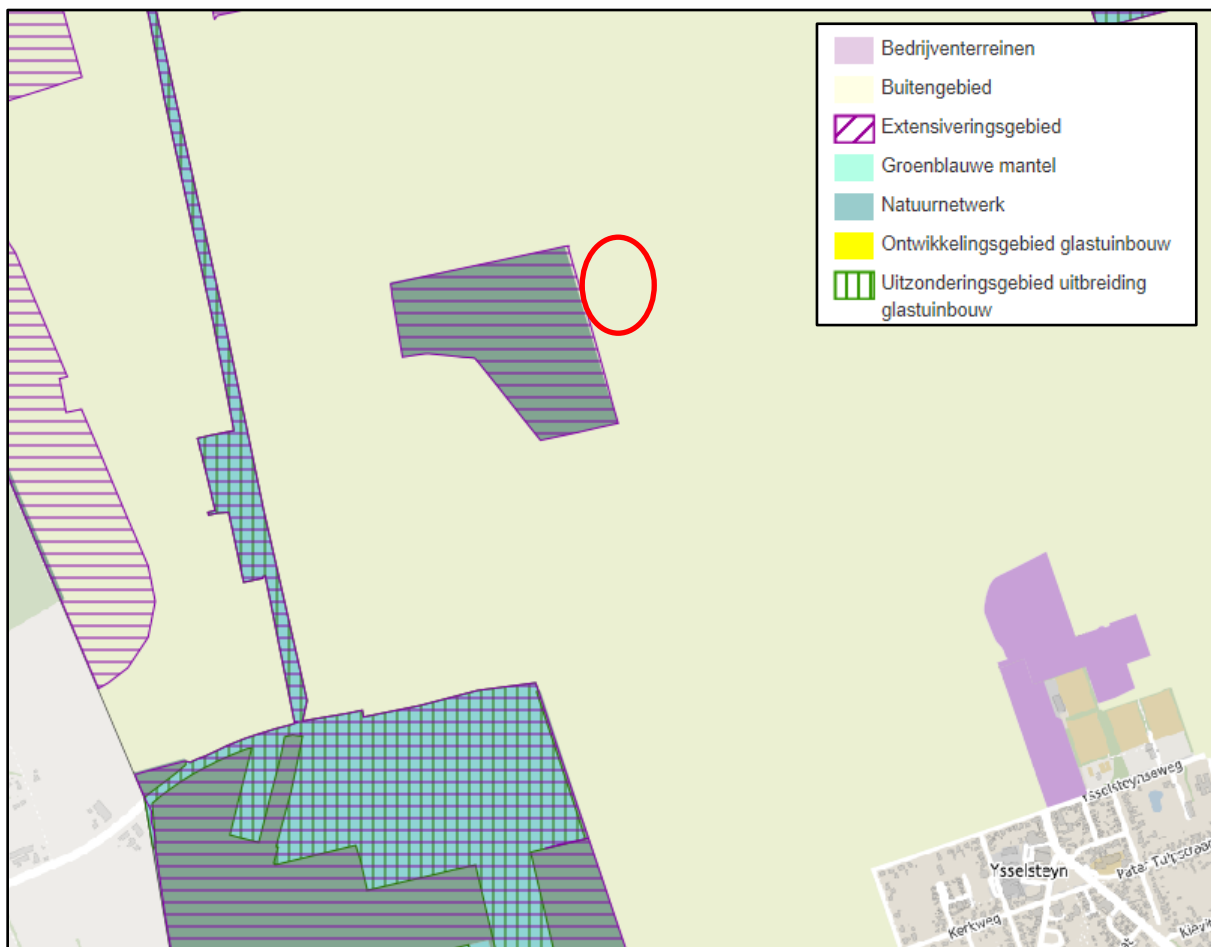 Bedrijventerreinen
Buitengebied
Extensiveringsgebied
Groenblauwe mantel
Natuurnetwerk
Ontwikkelingsgebied glastuinbouw
Uitzonderingsgebied uitbreiding
glastuinbouw
Ysselsteynseweg
Ysselsteyn
Kerkweg